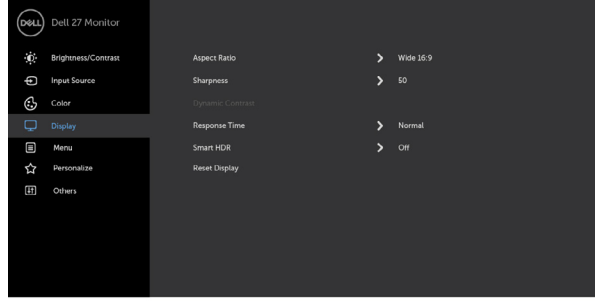 DELL Dell 27 Monitor
Brightness/Contrast
Input Source
Color
Display
Menu
Personalize
Others
Aspect Ratio Wide 16:9
Sharpness 50
Dynamic Contrast
Response Time Normal
Smart HDR Off
Reset Display